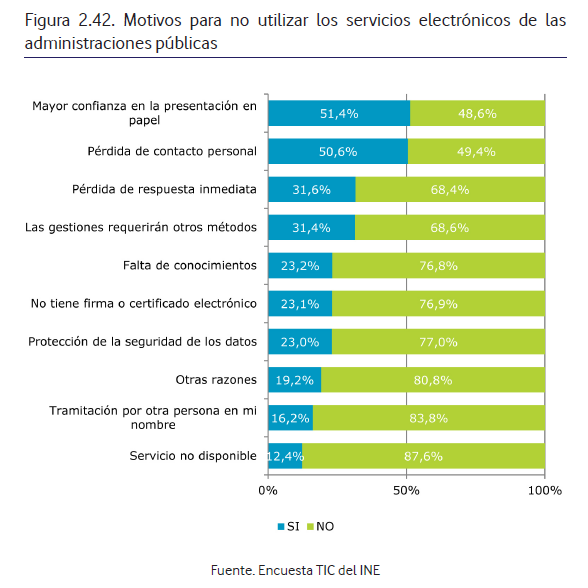 Figura 2.42. Motivos para no utilizar los servicios electrónicos de las
administraciones públicas
Mayor confianza en la presentación en
papel
51,4% 48,6%
Pérdida de contacto personal 50,6% 49,4%
Pérdida de respuesta inmediata 31,6% 68,4%
Las gestiones requerirán otros métodos 31,4% 68,6%
Falta de conocimientos 23,2% 76,8%
No tiene firma o certificado electrónico 23,1% 76,9%
Protección de la seguridad de los datos 23,0% 77,0%
Otras razones 19,2% 80,8%
Tramitación por otra persona en mi
nombre
16,2% 83,8%
Servicio no disponible 12,4% 87,6%
0% 50% 100%
SI NO
Fuente. Encuesta TIC del INE